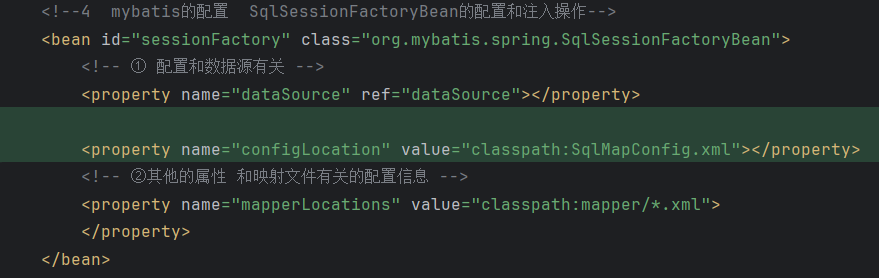 <!--4  mybatis的配置  SqlSessionFactoryBean的配置和注入操作-->
<bean id="sessionFactory" class="org.mybatis.spring.SqlSessionFactoryBean">
<!-- ① 配置和数据源有关 -->
<property name="dataSource" ref="dataSource"></property>
<property name="configLocation" value="classpath:SqlMapConfig.xml"></property>
<!-- ②其他的属性 和映射文件有关的配置信息 -->
<property name="mapperLocations" value="classpath:mapper/*.xml">
</property>
</bean>